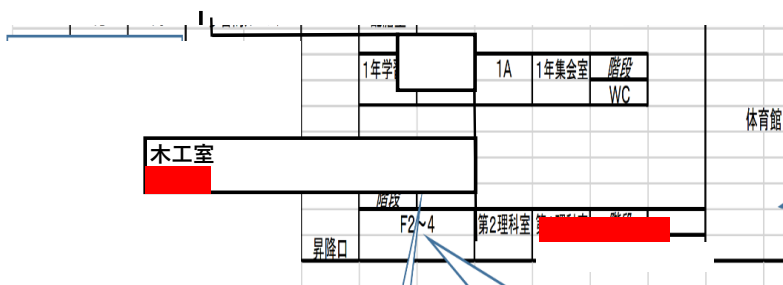 1年学
1A
1年集会室
階段
WC
体育館
木工室
階段
F2~4
第2理科室
昇降口